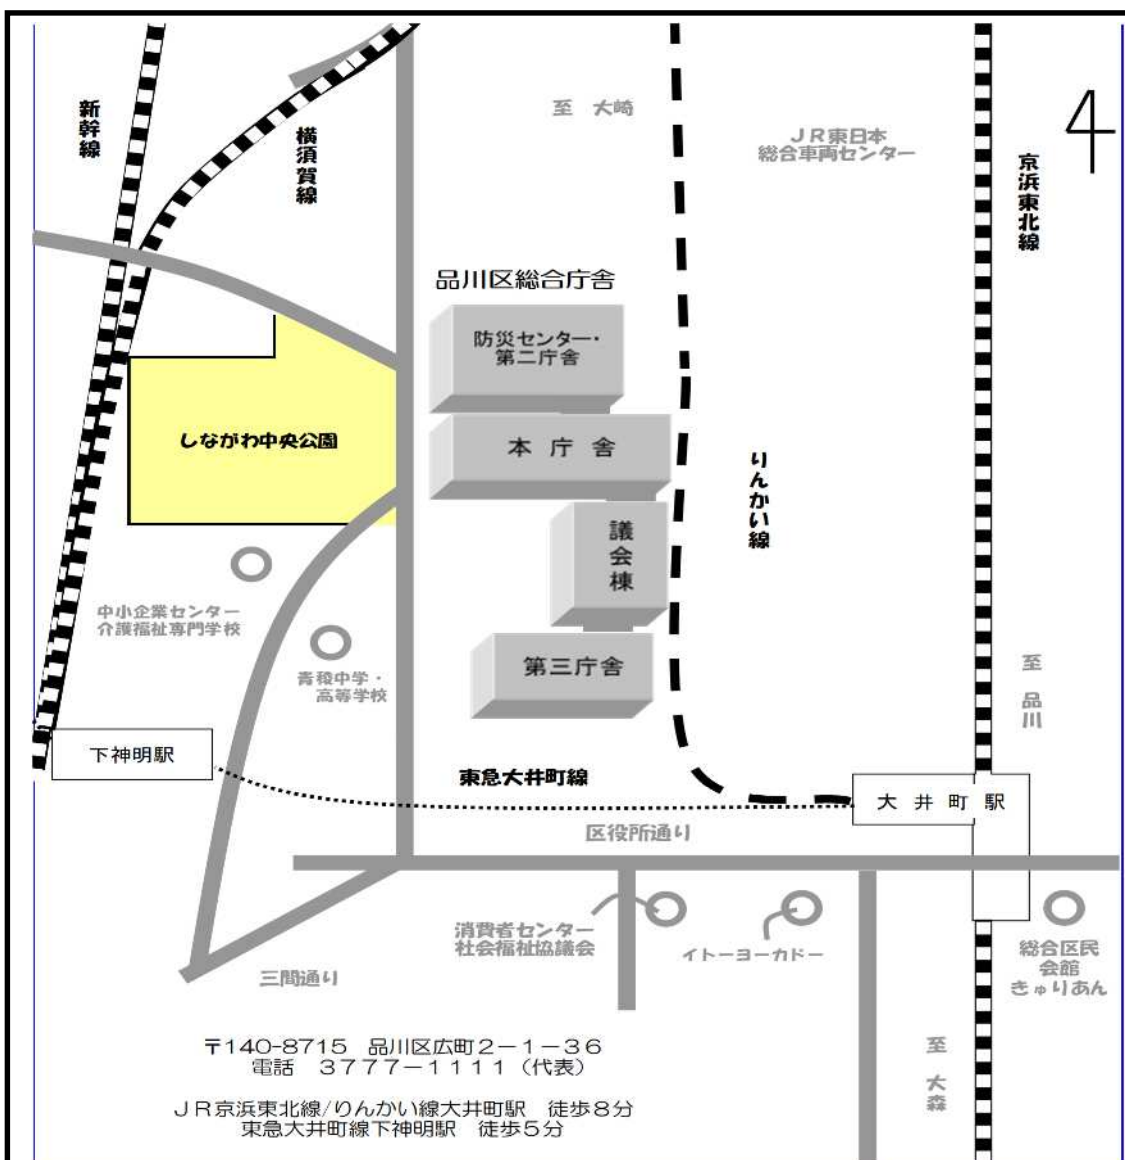 新幹線
横須賀線
至 大崎
JR東日本
総合車両センター
京浜東北線
品川区総合庁舎
防災センター・
第二庁舎
しながわ中央公園
本庁舎
りんかい線
議会棟
中小企業センター
介護福祉専門学校
青稜中学・
高等学校
第三庁舎
至 品川
下神明駅
東急大井町線
大井町駅
区役所通り
消費者センター
社会福祉協議会
イトーヨーカドー
総合区民
会館
きゅりあん
三間通り
至 大森
〒140-8715 品川区広町2-1-36
電話 3777-1111(代表)
JR京浜東北線/りんかい線大井町駅 徒歩8分
東急大井町線下神明駅 徒歩5分